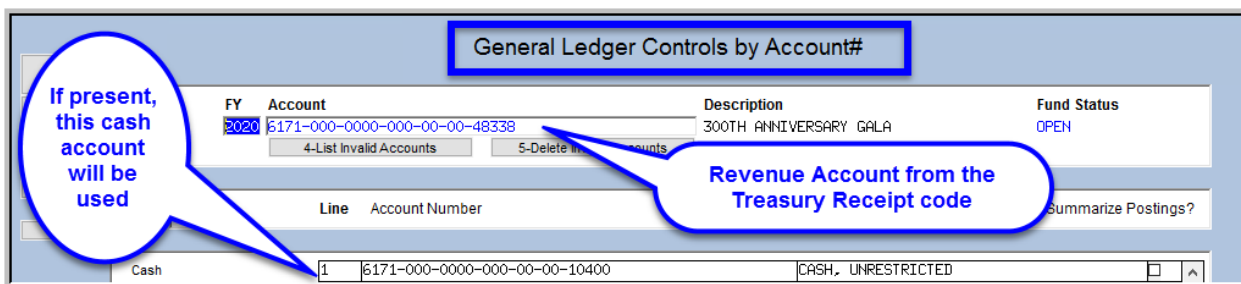 General Ledger Controls by Account#
If present,
this cash
account
will be
used
FY Account Description Fund Status
2020 6171-000-0000-000-00-00-48338 300TH ANNIVERSARY GALA OPEN
4-List Invalid Accounts 5-Delete
Revenue Account from the
Treasury Receipt code
Line Account Number Summarize Postings?
Cash 1 6171-000-0000-000-00-00-10400 CASH, UNRESTRICTED